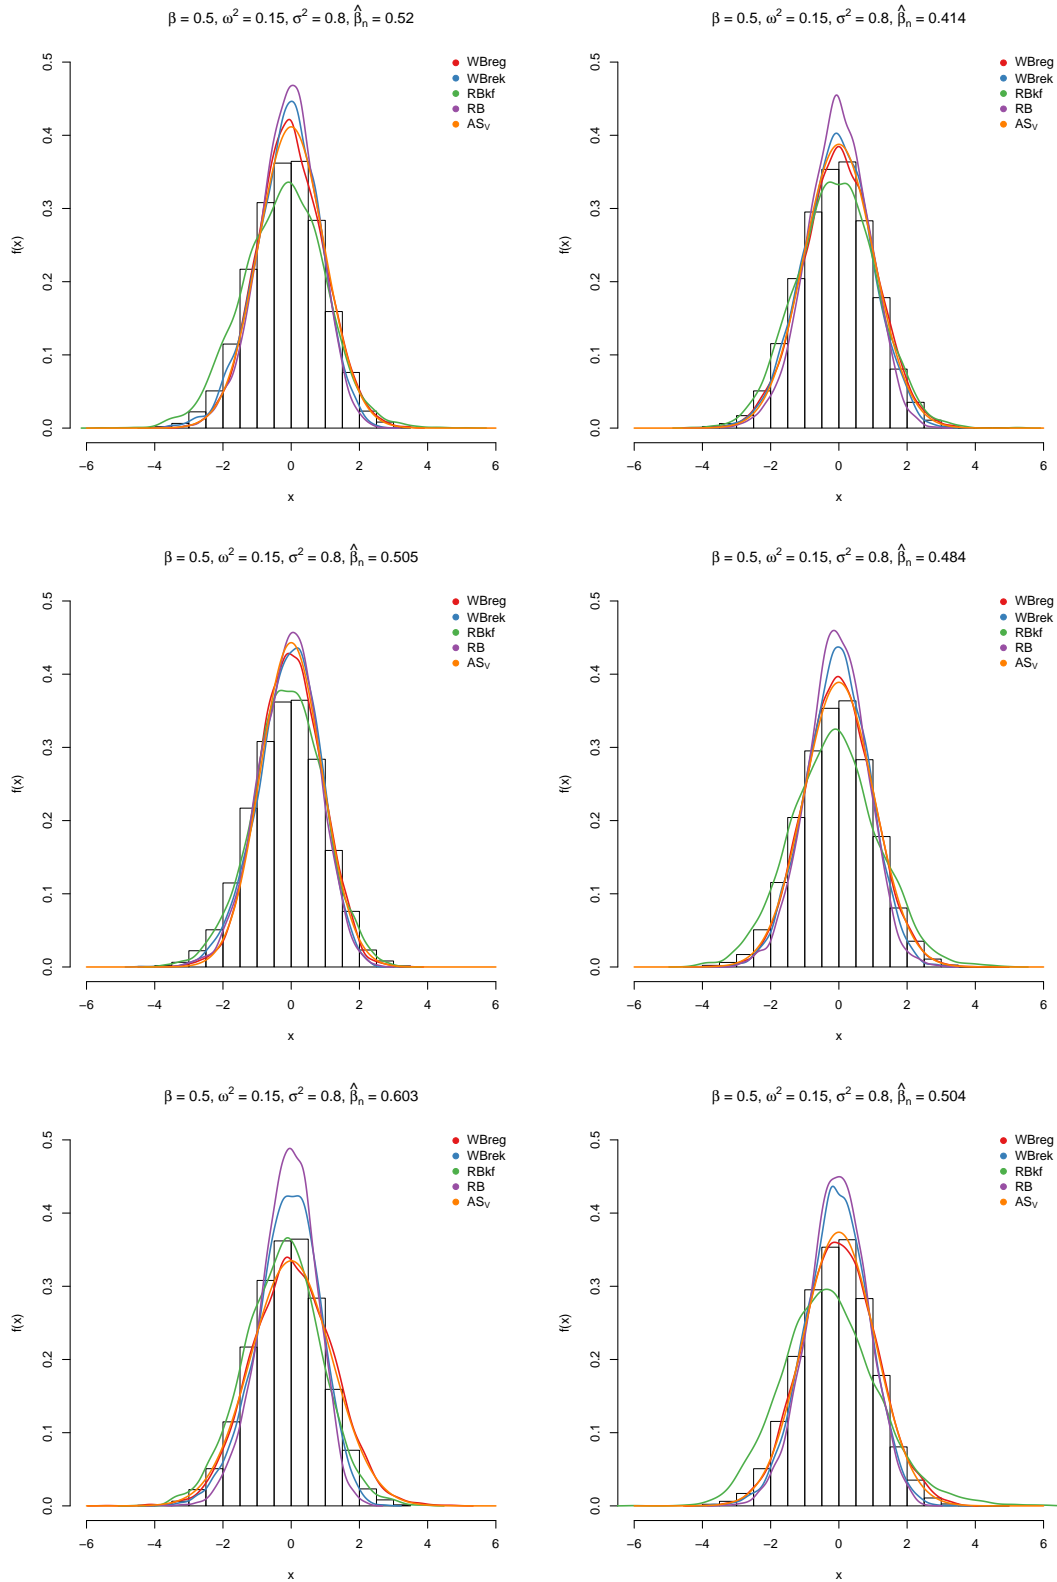 β = 0.5, ω² = 0.15, σ² = 0.8, β̂ₙ = 0.52
0.5
0.4
0.3
0.2
0.1
0.0
f(x)
WBreg
WBrek
RBkf
RB
ASᵥ
−6 −4 −2 0 2 4 6
x
β = 0.5, ω² = 0.15, σ² = 0.8, β̂ₙ = 0.414
0.5
0.4
0.3
0.2
0.1
0.0
f(x)
WBreg
WBrek
RBkf
RB
ASᵥ
−6 −4 −2 0 2 4 6
x
β = 0.5, ω² = 0.15, σ² = 0.8, β̂ₙ = 0.505
0.5
0.4
0.3
0.2
0.1
0.0
f(x)
WBreg
WBrek
RBkf
RB
ASᵥ
−6 −4 −2 0 2 4 6
x
β = 0.5, ω² = 0.15, σ² = 0.8, β̂ₙ = 0.484
0.5
0.4
0.3
0.2
0.1
0.0
f(x)
WBreg
WBrek
RBkf
RB
ASᵥ
−6 −4 −2 0 2 4 6
x
β = 0.5, ω² = 0.15, σ² = 0.8, β̂ₙ = 0.603
0.5
0.4
0.3
0.2
0.1
0.0
f(x)
WBreg
WBrek
RBkf
RB
ASᵥ
−6 −4 −2 0 2 4 6
x
β = 0.5, ω² = 0.15, σ² = 0.8, β̂ₙ = 0.504
0.5
0.4
0.3
0.2
0.1
0.0
f(x)
WBreg
WBrek
RBkf
RB
ASᵥ
−6 −4 −2 0 2 4 6
x